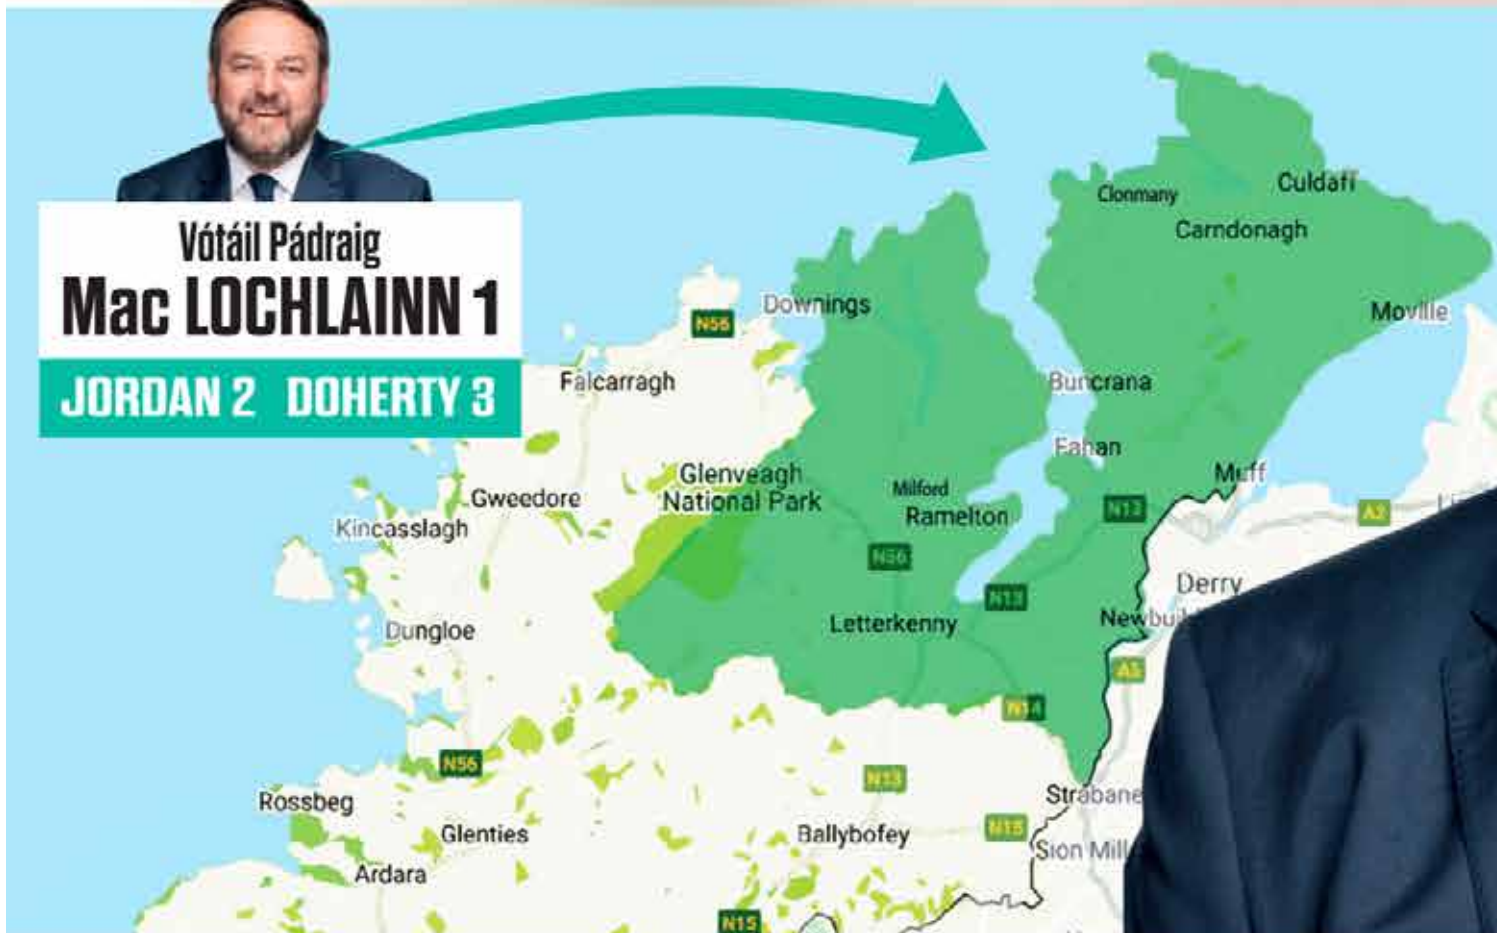 Vótáil Pádraig
Mac LOCHLAINN 1
JORDAN 2 DOHERTY 3
Culdaff
Clonmany
Carndonagh
Downings
Moville
N56
Falcarragh
Buncrana
Fahan
Glenveagh
National Park
Muff
Milford
Gweedore
Ramelton
N13
A2
Kincasslagh
N56
Derry
N13
Letterkenny
Dungloe
A5
N14
N56
N13
Strabane
Rossbeg
N15
Glenties
Ballybofey
Sion Mill
Ardara
N15